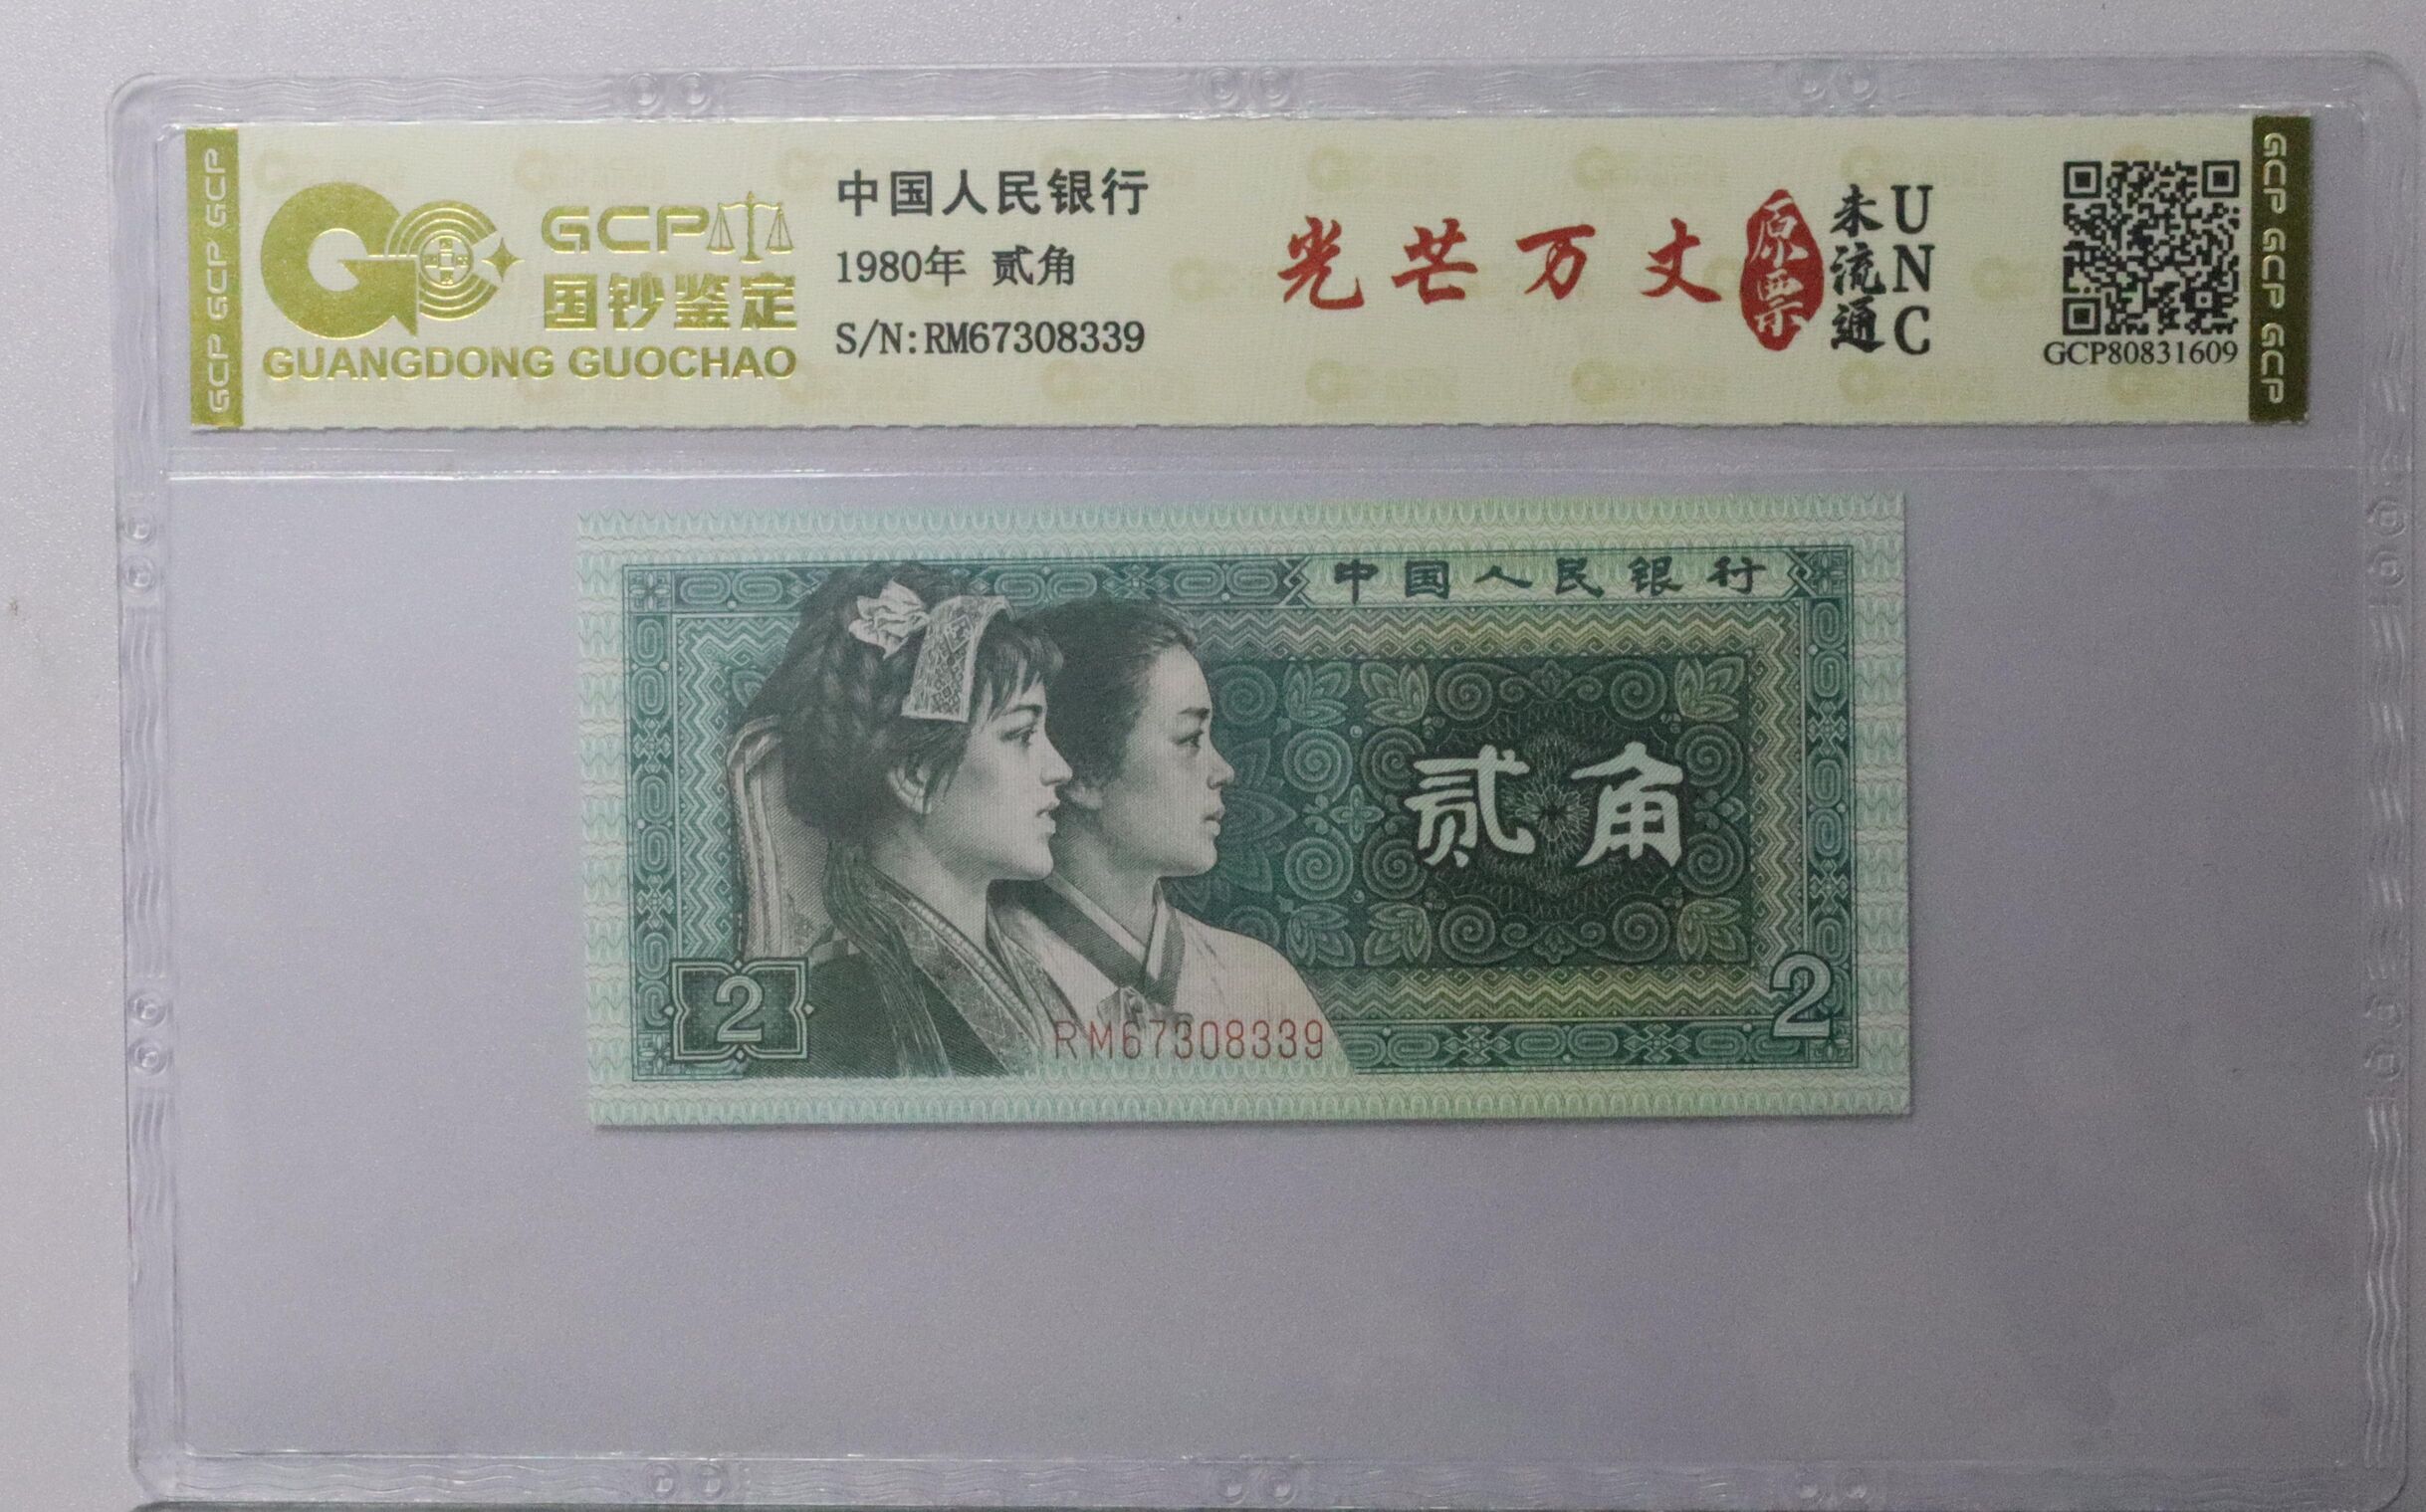 GCP GCP GCP
GCP
国钞鉴定
GUANGDONG GUOCHAO
中国人民银行
1980年 贰角
S/N:RM67308339
光芒万丈
原票
未流通
UNC
GCP80831609
GCP GCP GCP
中国人民银行
贰角
2
2
RM67308339